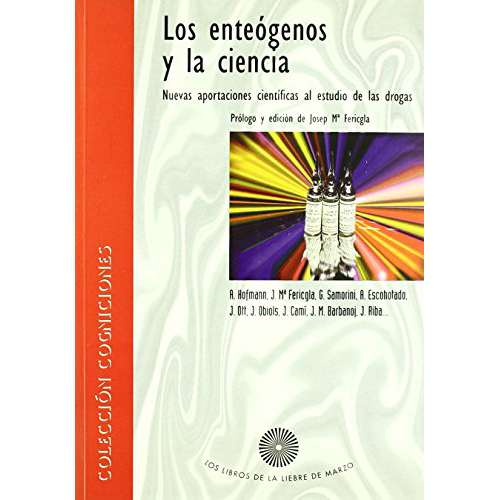 Los enteógenos
y la ciencia
Nuevas aportaciones científicas al estudio de las drogas
Prólogo y edición de Josep Mª Fericgla
A. Hofmann, J. Mª Fericgla, G. Samorini, A. Escohotado,
J. Ott, J. Obiols, J. Camí, J. M. Barbanoj, J. Riba...
COLECCIÓN COGNICIONES
LOS LIBROS DE LA LIEBRE DE MARZO